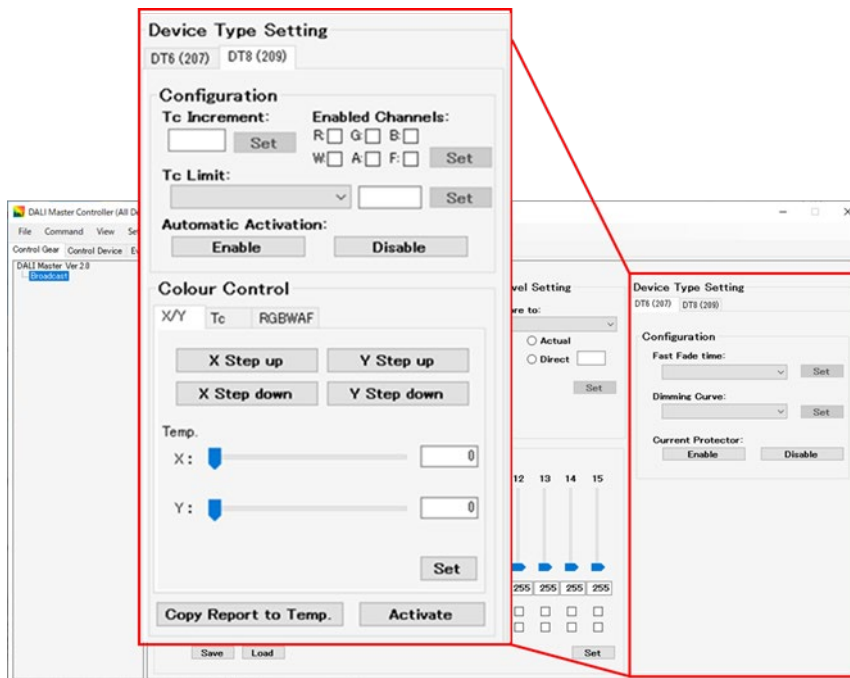 Device Type Setting
DT6 (207) DT8 (209)
Configuration
Tc Increment: Enabled Channels:
Set R: G: B:
W: A: F: Set
Tc Limit:
Set
Automatic Activation:
Enable Disable
Colour Control
X/Y Tc RGBWAF
X Step up Y Step up
X Step down Y Step down
Temp.
X: 0
Y: 0
Set
Copy Report to Temp. Activate
DALI Master Controller (All
File Command View
Control Gear Control Device
DALI Master Ver 2.0
Broadcast
Setting
to:
Actual
Direct
Set
12 13 14 15
255 255 255 255
Save Load Set
Device Type Setting
DT6 (207) DT8 (209)
Configuration
Fast Fade time:
Set
Dimming Curve:
Set
Current Protector:
Enable Disable